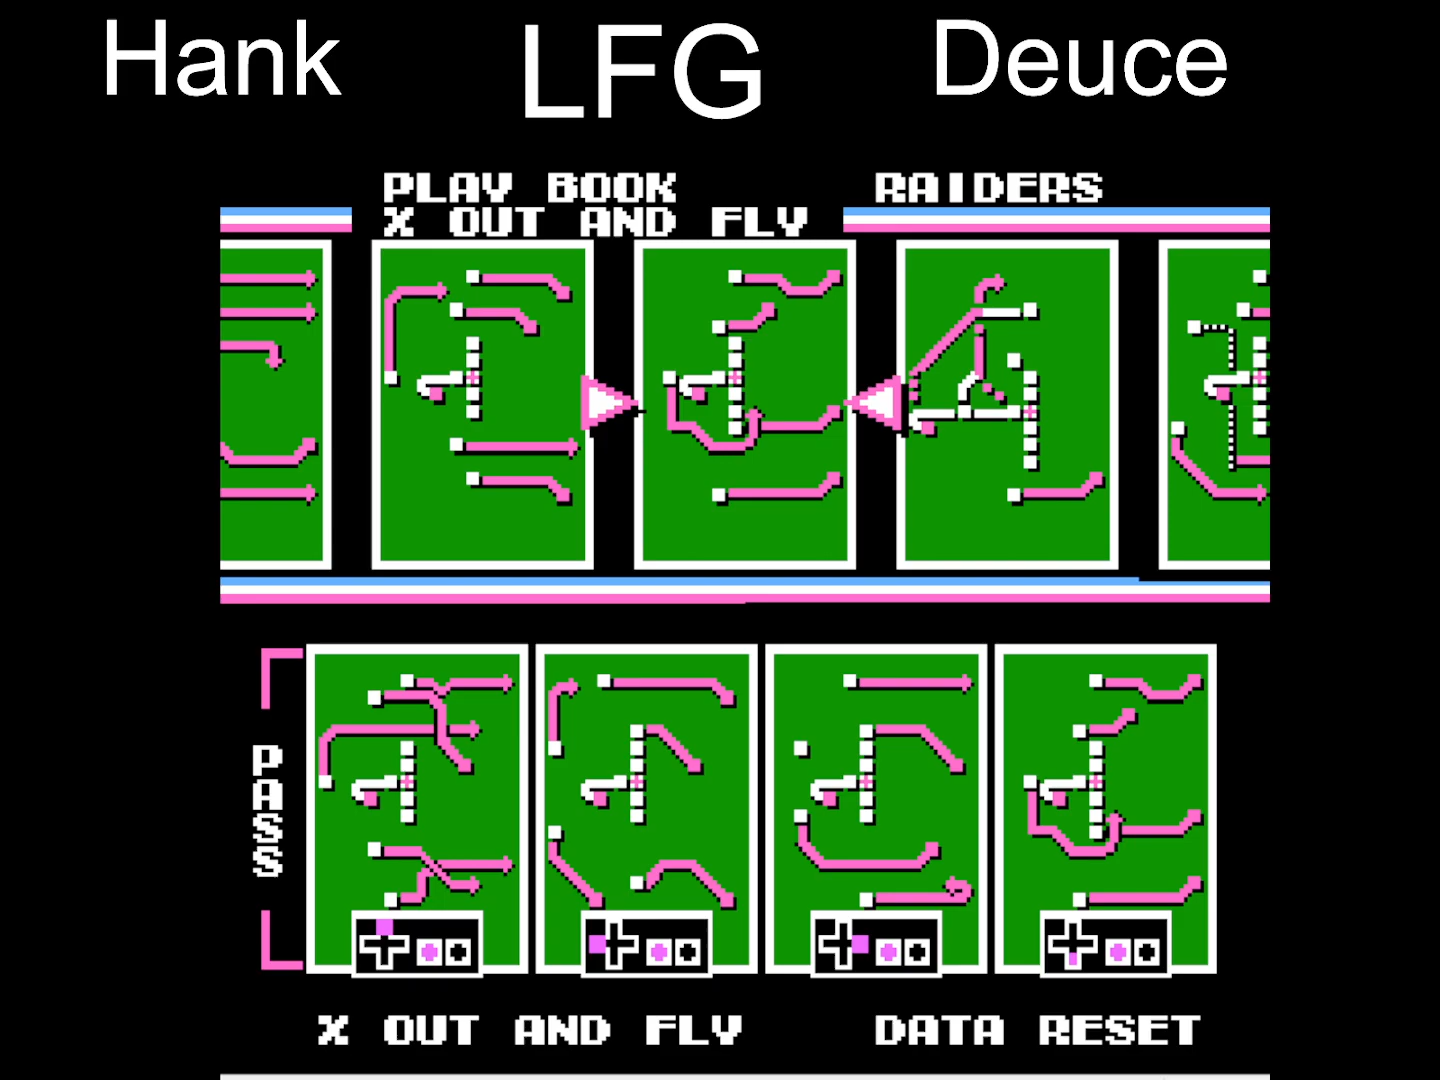 Hank LFG Deuce
PLAY BOOK RAIDERS
X OUT AND FLY
PASS
X OUT AND FLY DATA RESET